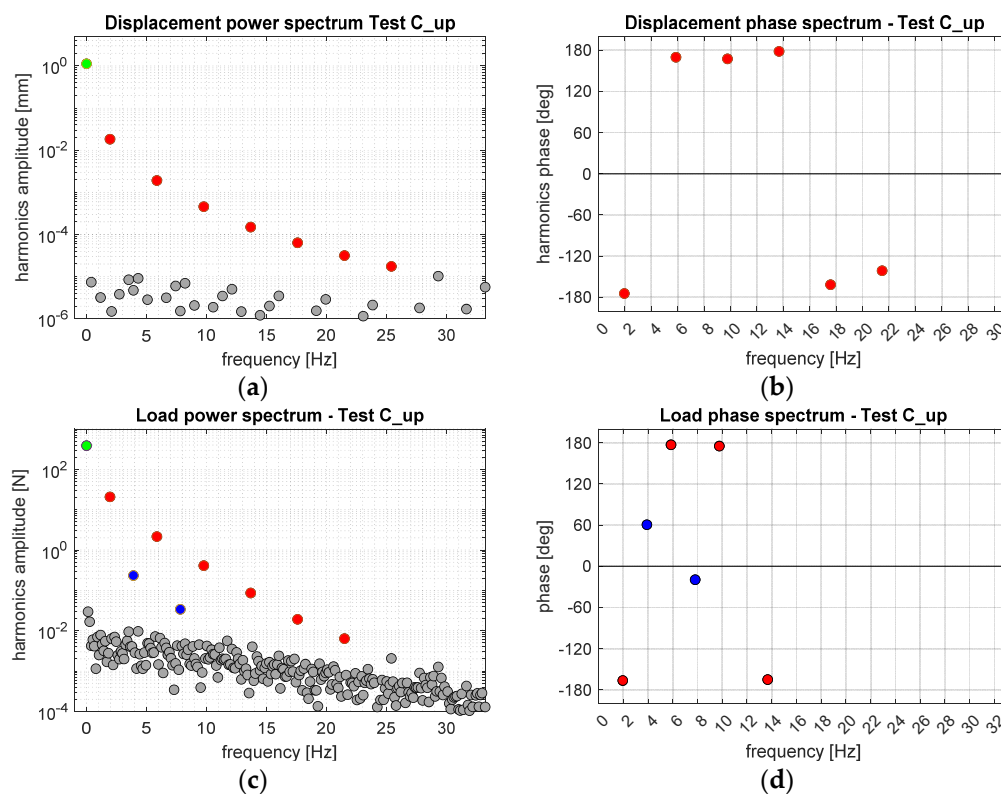 Displacement power spectrum Test C_up
harmonics amplitude [mm]
10^0
10^-2
10^-4
10^-6
0 5 10 15 20 25 30
frequency [Hz]
(a)
Displacement phase spectrum - Test C_up
harmonics phase [deg]
180
120
60
0
-60
-120
-180
0 2 4 6 8 10 12 14 16 18 20 22 24 26 28 30 32
frequency [Hz]
(b)
Load power spectrum - Test C_up
harmonics amplitude [N]
10^2
10^0
10^-2
10^-4
0 5 10 15 20 25 30
frequency [Hz]
(c)
Load phase spectrum - Test C_up
phase [deg]
180
120
60
0
-60
-120
-180
0 2 4 6 8 10 12 14 16 18 20 22 24 26 28 30 32
frequency [Hz]
(d)